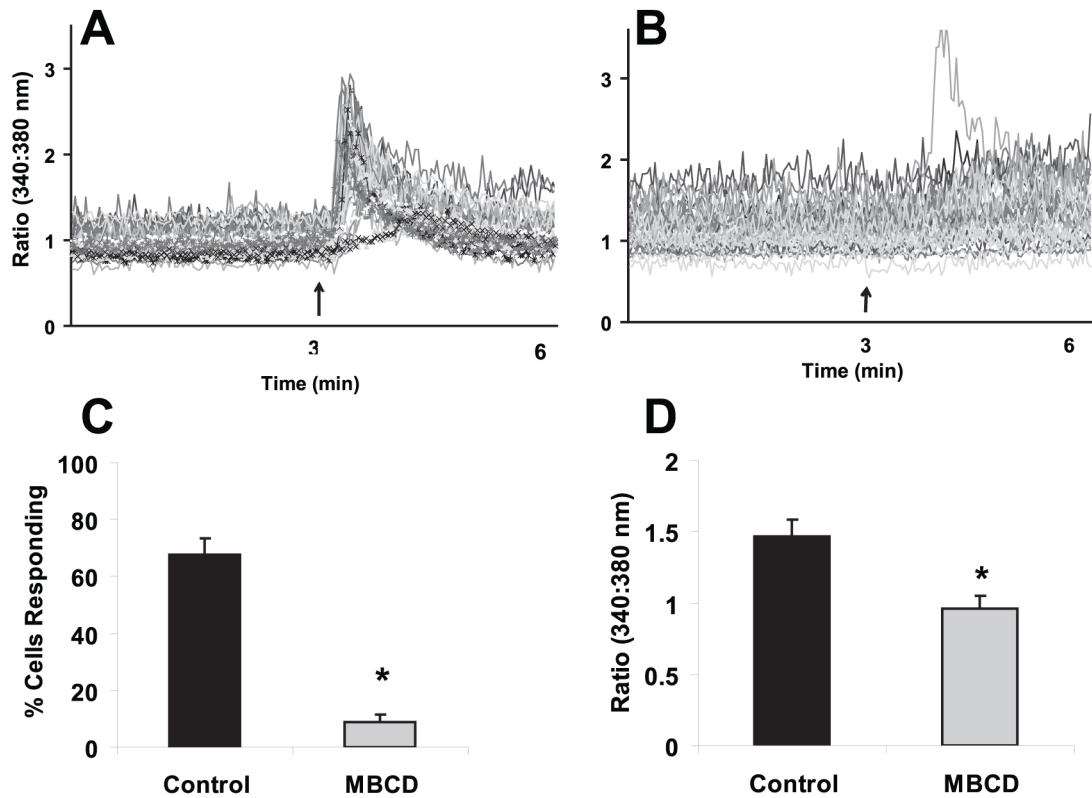 A
Ratio (340:380 nm)
3
2
1
0
3
6
Time (min)
B
3
2
1
0
3
6
Time (min)
C
% Cells Responding
100
80
60
40
20
0
*
Control
MBCD
D
Ratio (340:380 nm)
2
1.5
1
0.5
0
*
Control
MBCD